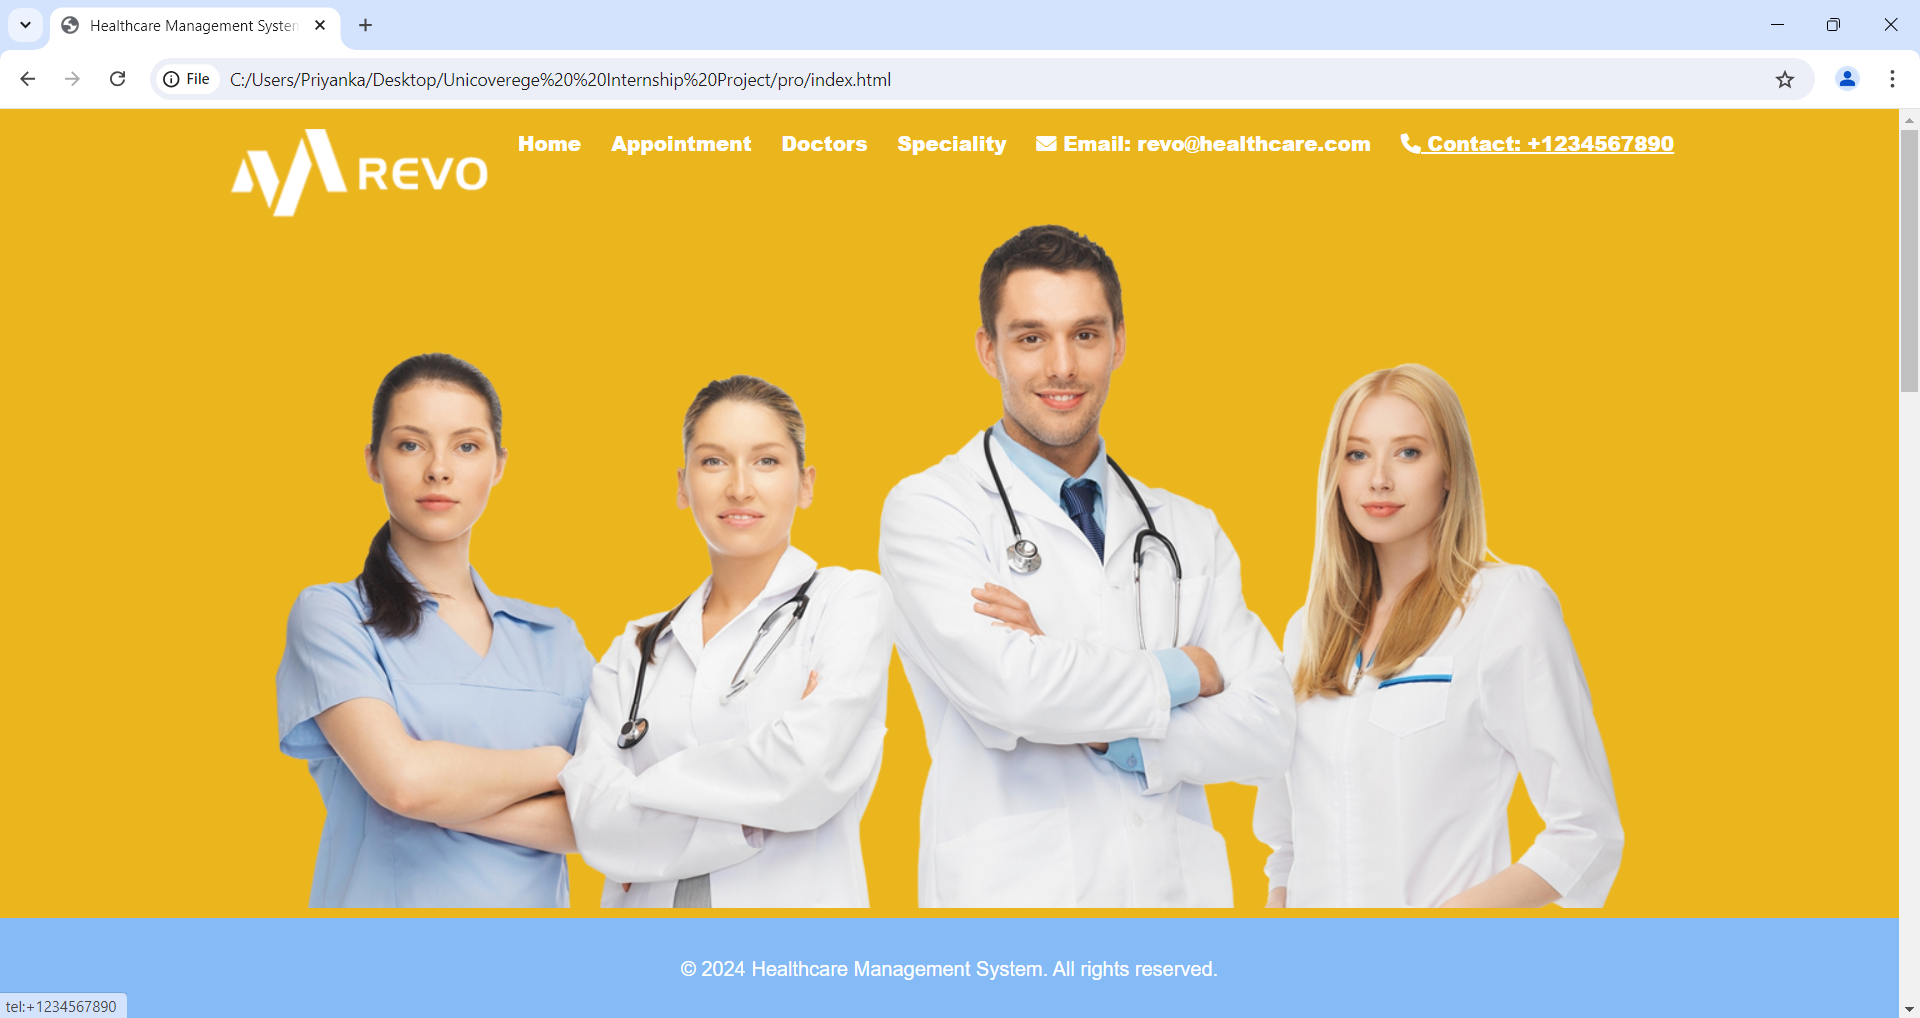 Healthcare Management System
File C:/Users/Priyanka/Desktop/Unicoverege%20%20Internship%20Project/pro/index.html
REVO Home Appointment Doctors Speciality Email: revo@healthcare.com Contact: +1234567890
© 2024 Healthcare Management System. All rights reserved.
tel:+1234567890